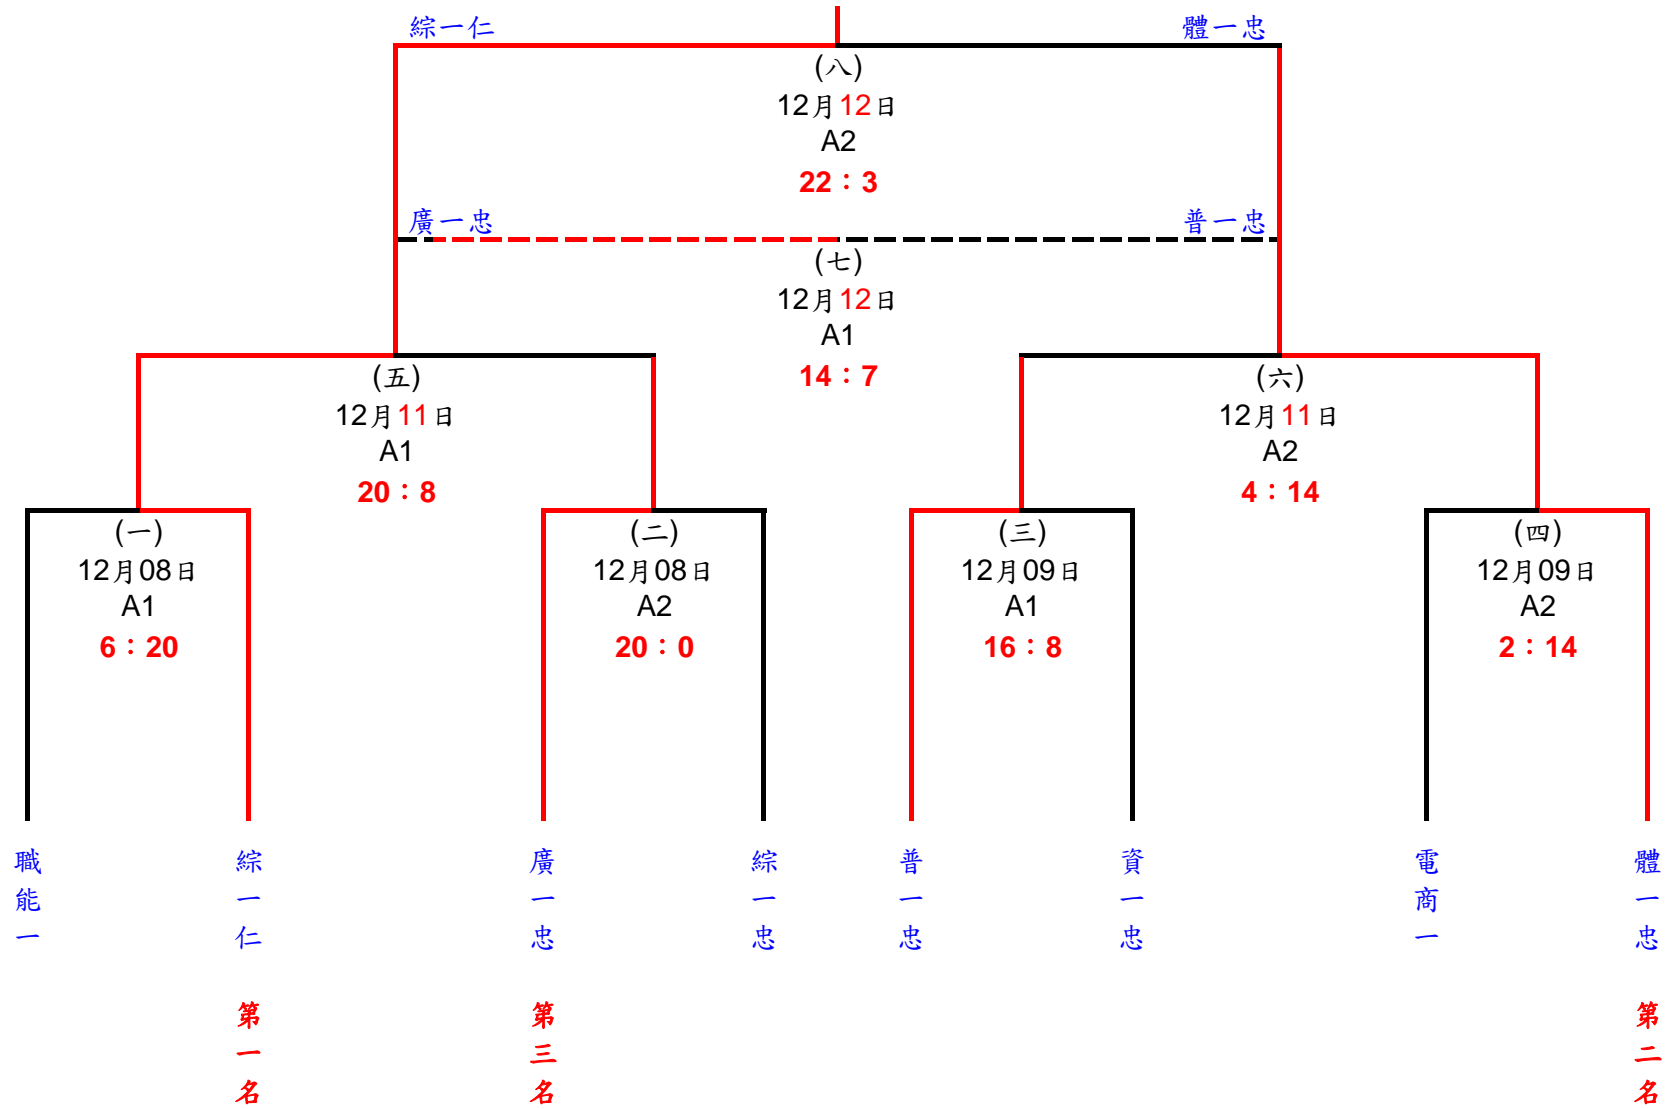 綜一仁
體一忠
(八)
12月12日
A2
22：3
廣一忠
普一忠
(七)
12月12日
A1
14：7
(五)
12月11日
A1
20：8
(六)
12月11日
A2
4：14
(一)
12月08日
A1
6：20
(二)
12月08日
A2
20：0
(三)
12月09日
A1
16：8
(四)
12月09日
A2
2：14
職能一
綜一仁
廣一忠
綜一忠
普一忠
資一忠
電商一
體一忠
第一名
第三名
第二名